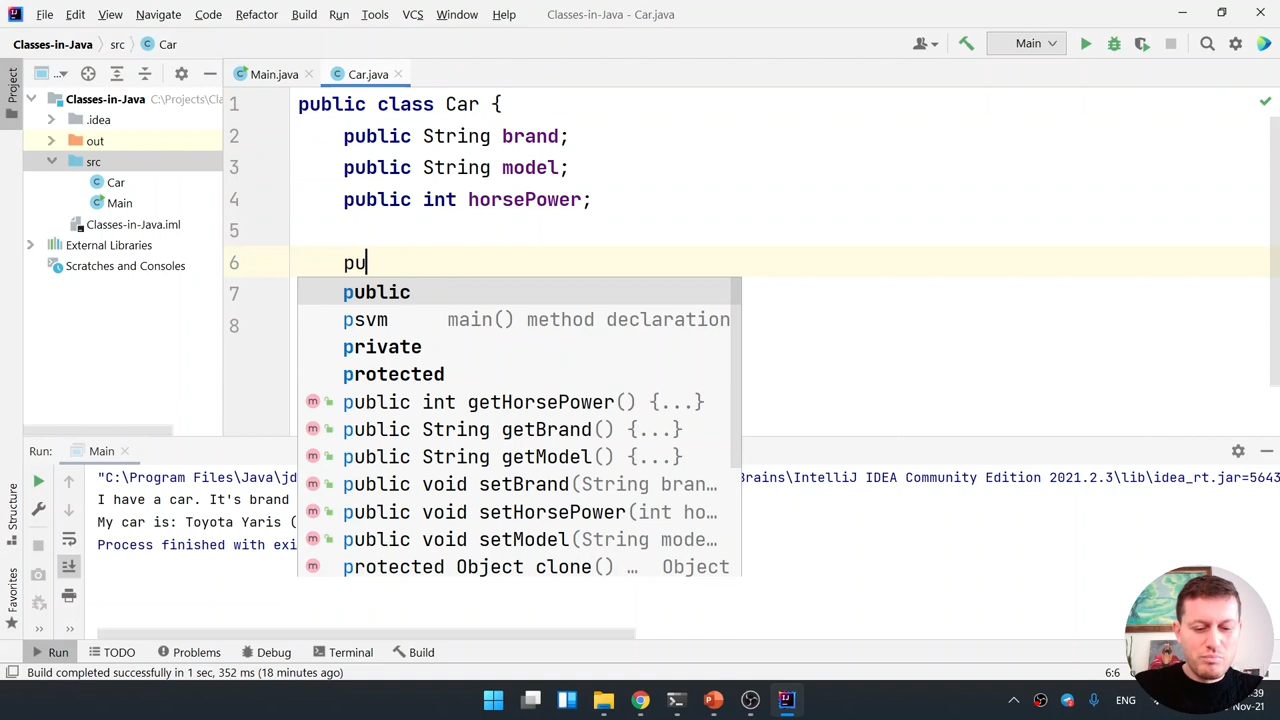 File Edit View Navigate Code Refactor Build Run Tools VCS Window Help Classes-in-Java - Car.java
Classes-in-Java src Car Main
Project
Main.java Car.java
Classes-in-Java C:\Projects\Cla
.idea
out
src
Car
Main
Classes-in-Java.iml
External Libraries
Scratches and Consoles
1 public class Car {
2 public String brand;
3 public String model;
4 public int horsePower;
5
6 pu
7
8
public
psvm main() method declaration
private
protected
public int getHorsePower() {...}
public String getBrand() {...}
public String getModel() {...}
public void setBrand(String bran…
public void setHorsePower(int ho…
public void setModel(String mode…
protected Object clone() … Object
Run: Main
"C:\Program Files\Java\jd Brains\IntelliJ IDEA Community Edition 2021.2.3\lib\idea_rt.jar=5643
I have a car. It's brand
My car is: Toyota Yaris (
Process finished with exi
Structure
Favorites
Run TODO Problems Debug Terminal Build
Build completed successfully in 1 sec, 352 ms (18 minutes ago) 6:6
ENG